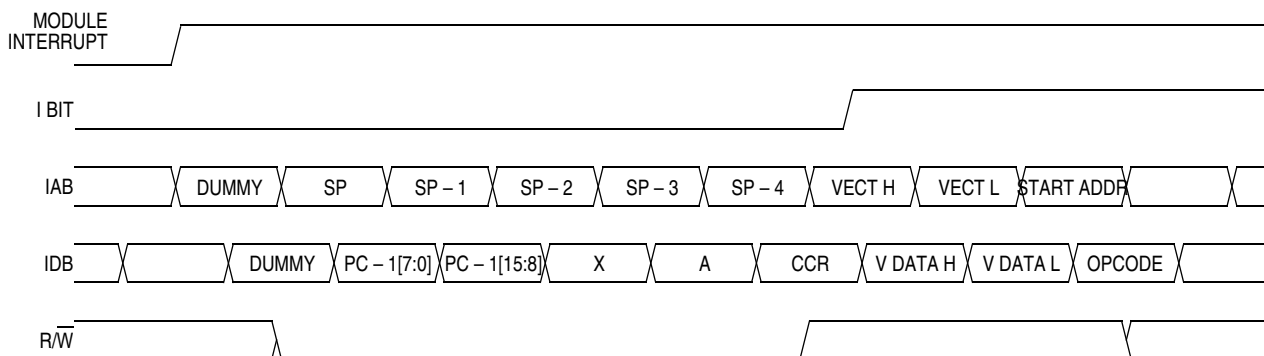 MODULE
INTERRUPT
I BIT
IAB DUMMY SP SP – 1 SP – 2 SP – 3 SP – 4 VECT H VECT L START ADDR
IDB DUMMY PC – 1[7:0] PC – 1[15:8] X A CCR V DATA H V DATA L OPCODE
R/W̅